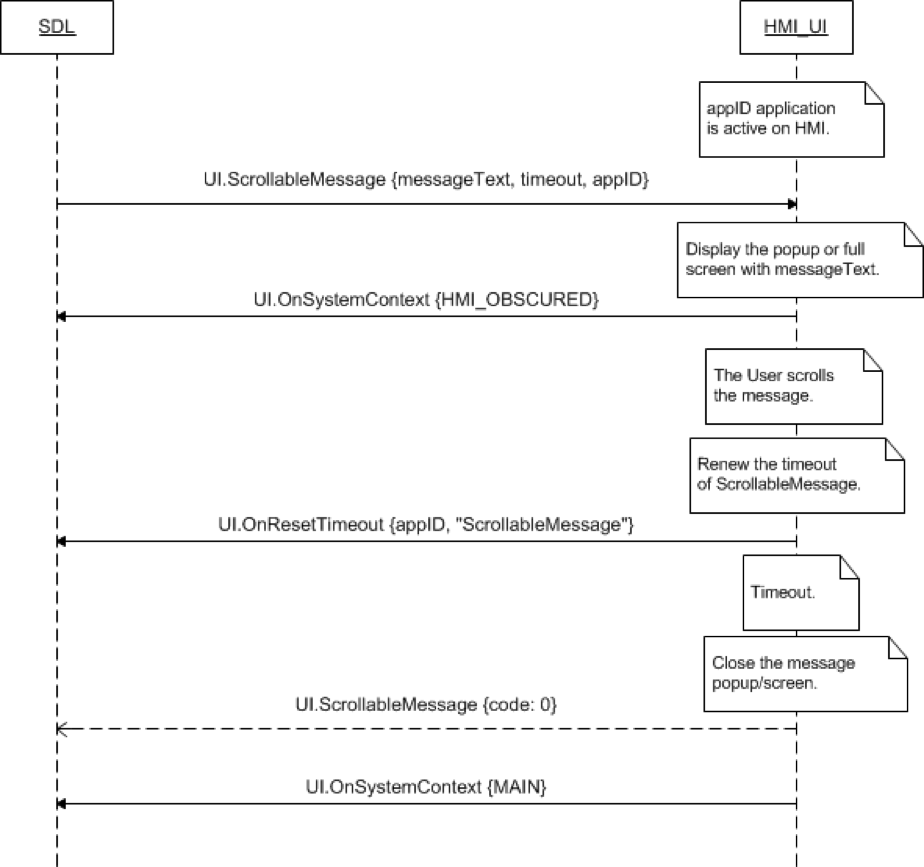 SDL
HMI_UI
appID application
is active on HMI.
UI.ScrollableMessage {messageText, timeout, appID}
Display the popup or full
screen with messageText.
UI.OnSystemContext {HMI_OBSCURED}
The User scrolls
the message.
Renew the timeout
of ScrollableMessage.
UI.OnResetTimeout {appID, "ScrollableMessage"}
Timeout.
Close the message
popup/screen.
UI.ScrollableMessage {code: 0}
UI.OnSystemContext {MAIN}